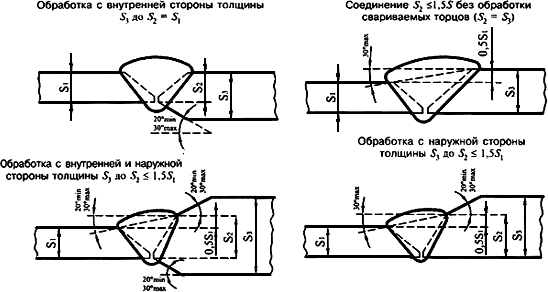 Обработка с внутренней стороны толщины
S₃ до S₂ = S₁
Соединение S₂ ≤1,5S без обработки
свариваемых торцов (S₂ = S₃)
S₁
S₂
S₃
20°min
30°max
30°max
0,5S₁
S₁
S₃
Обработка с внутренней и наружной
стороны толщины S₃ до S₂ ≤ 1,5S₁
Обработка с наружной стороны
толщины S₃ до S₂ ≤ 1,5S₁
30°max
20°min
30°max
S₁
0,5S₁
S₂
S₃
20°min
30°max
30°max
20°min
30°max
S₁
0,5S₁
S₂
S₃